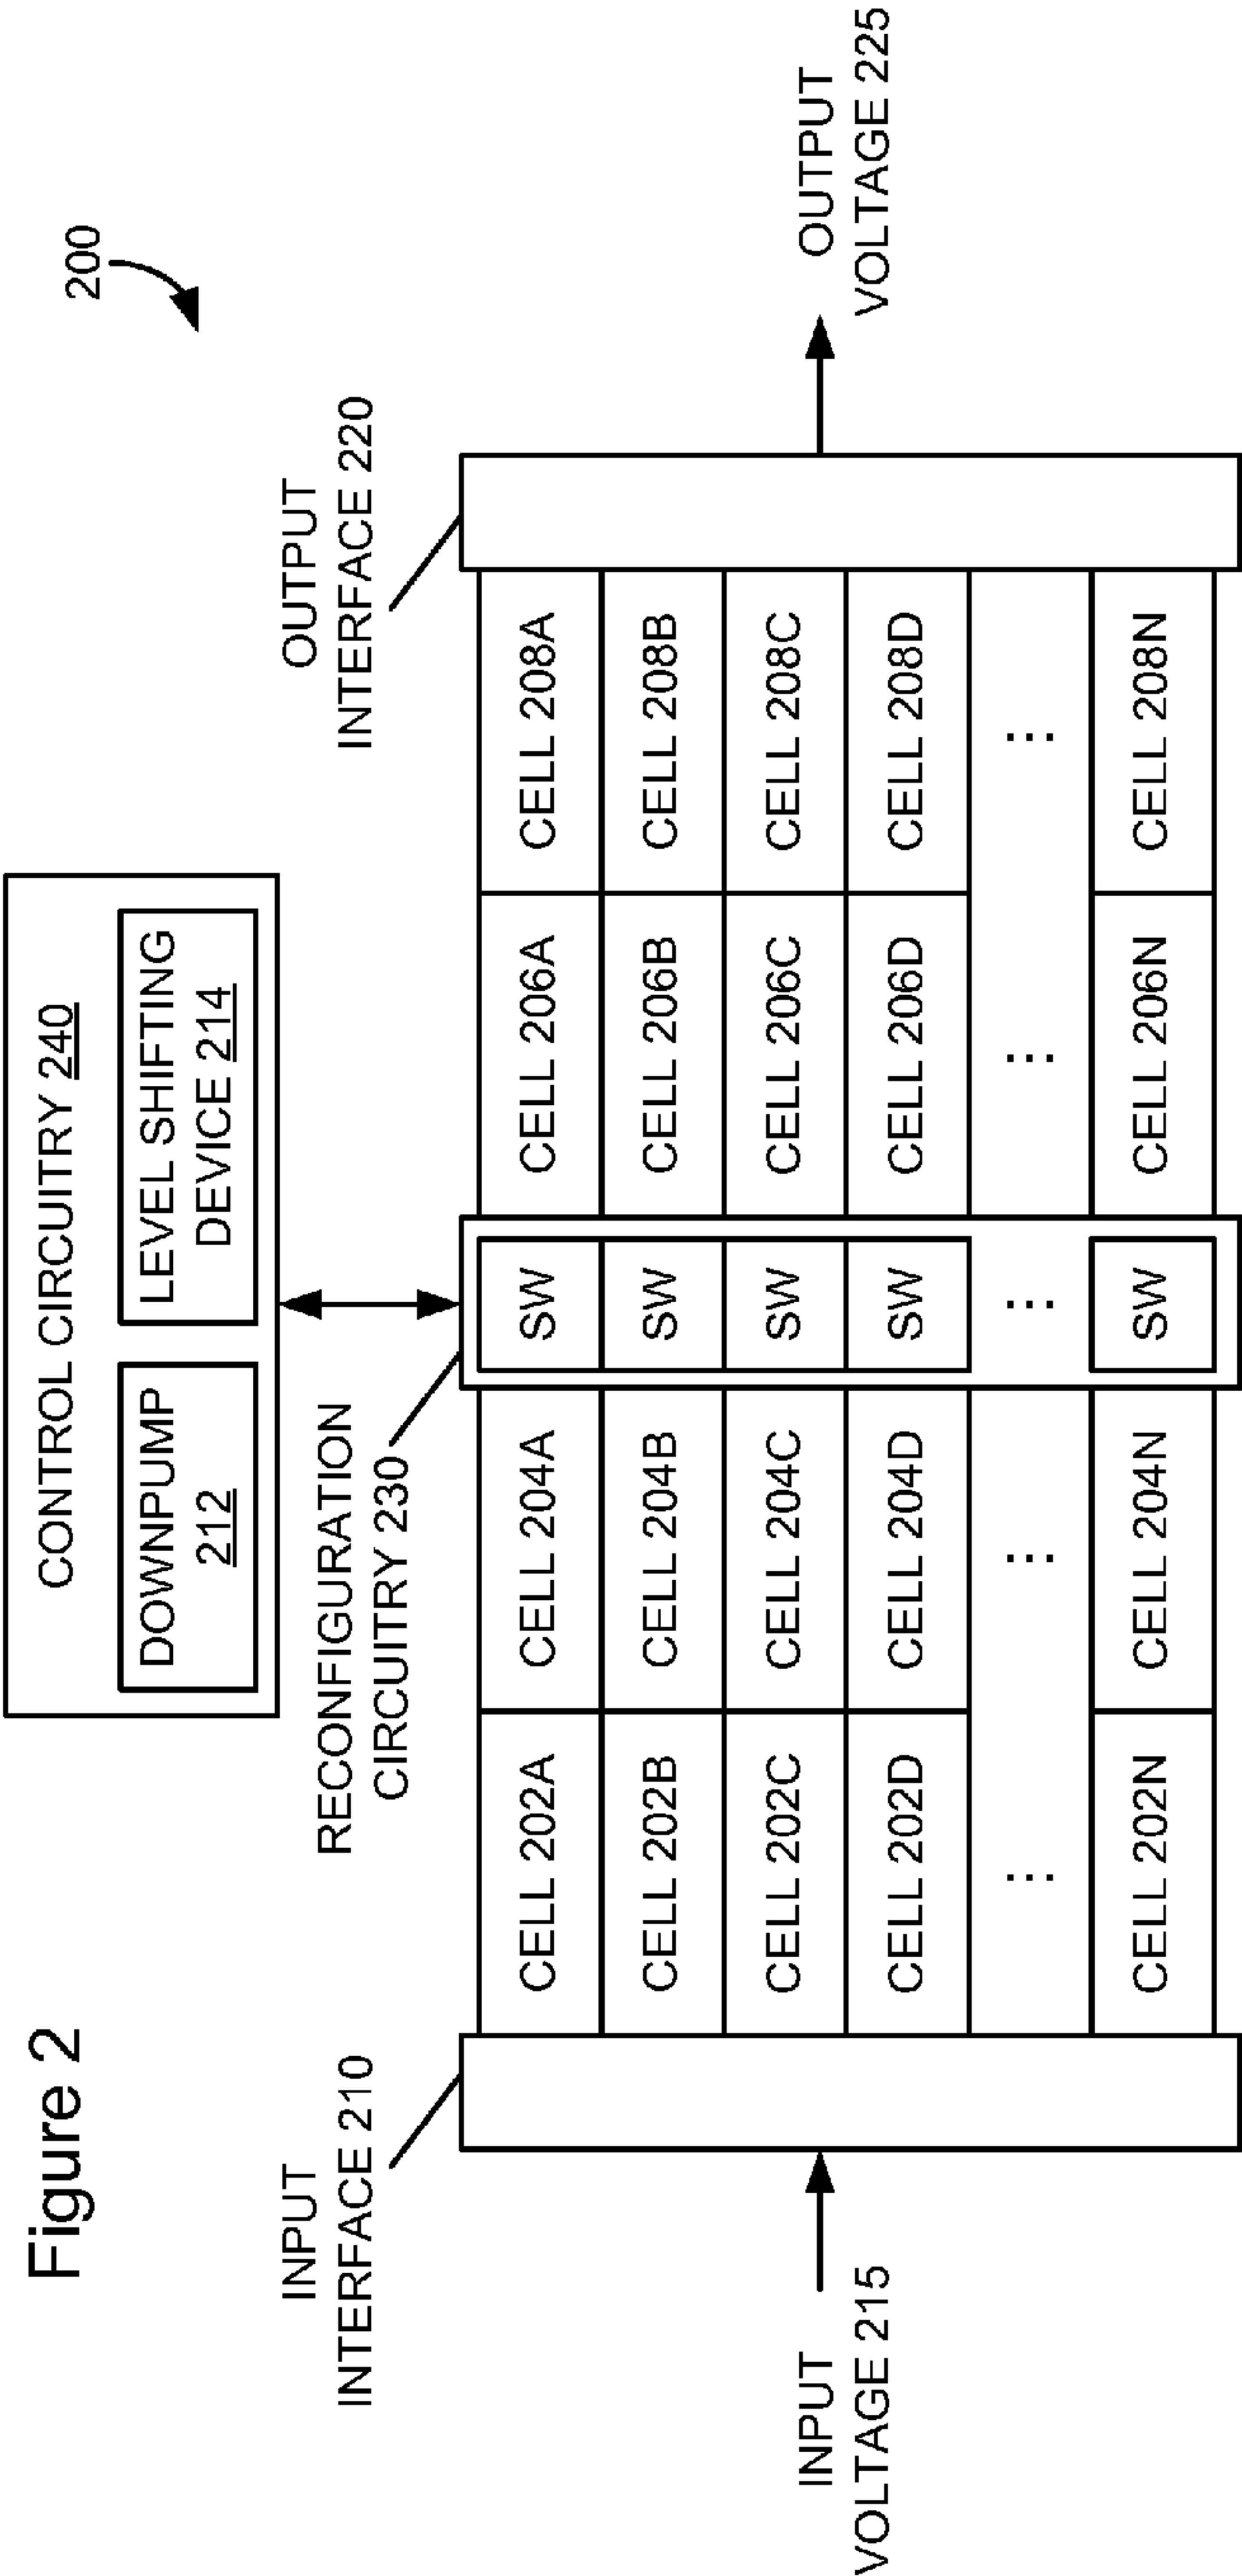 Figure 2
200
CONTROL CIRCUITRY 240
DOWNPUMP
212
LEVEL SHIFTING
DEVICE 214
INPUT
INTERFACE 210
RECONFIGURATION
CIRCUITRY 230
OUTPUT
INTERFACE 220
CELL 202A
CELL 204A
SW
CELL 206A
CELL 208A
CELL 202B
CELL 204B
SW
CELL 206B
CELL 208B
CELL 202C
CELL 204C
SW
CELL 206C
CELL 208C
CELL 202D
CELL 204D
SW
CELL 206D
CELL 208D
...
...
...
...
...
CELL 202N
CELL 204N
SW
CELL 206N
CELL 208N
INPUT
VOLTAGE 215
OUTPUT
VOLTAGE 225